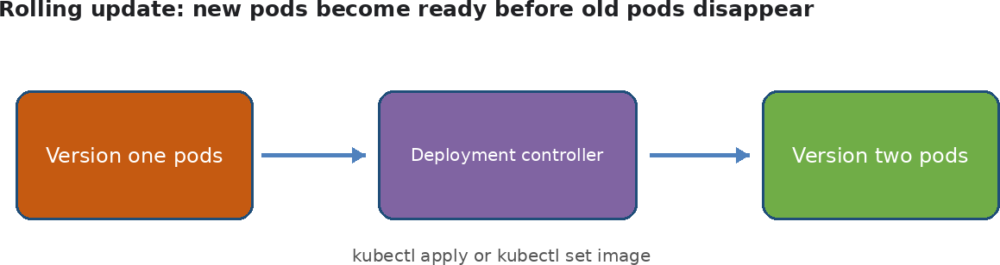 Rolling update: new pods become ready before old pods disappear
Version one pods
Deployment controller
Version two pods
kubectl apply or kubectl set image